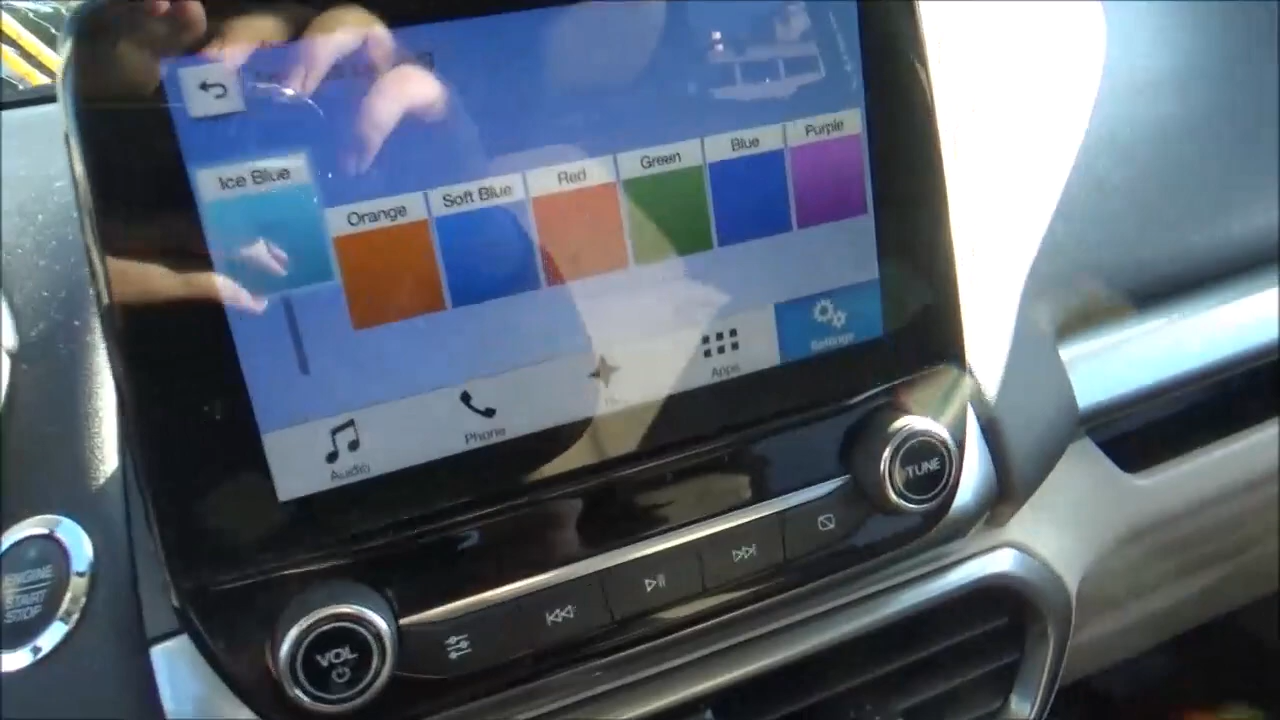 Ice Blue
Orange
Soft Blue
Red
Green
Blue
Purple
Audio
Phone
Apps
Settings
TUNE
ENGINE
START
STOP
VOL